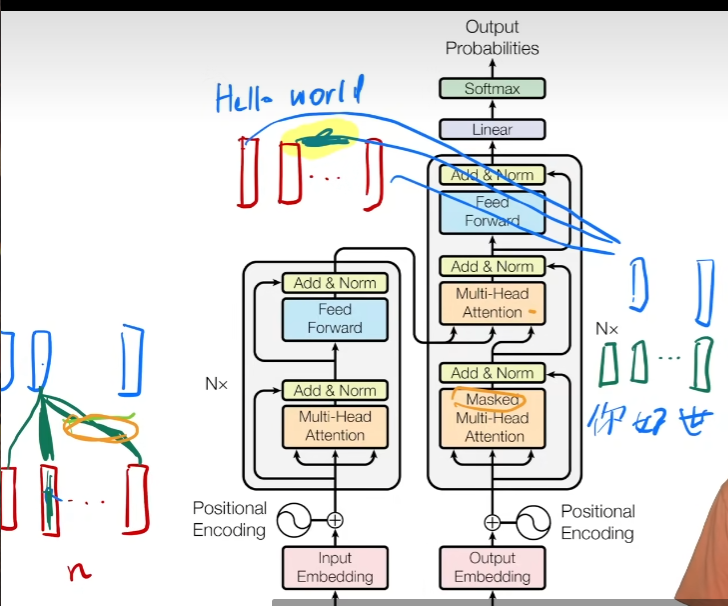 Output
Probabilities
Softmax
Linear
Add & Norm
Feed
Forward
Add & Norm
Multi-Head
Attention
Nx
Add & Norm
Masked
Multi-Head
Attention
Positional
Encoding
Output
Embedding
Hello world
Add & Norm
Feed
Forward
Nx
Add & Norm
Multi-Head
Attention
Positional
Encoding
Input
Embedding
n
你好世